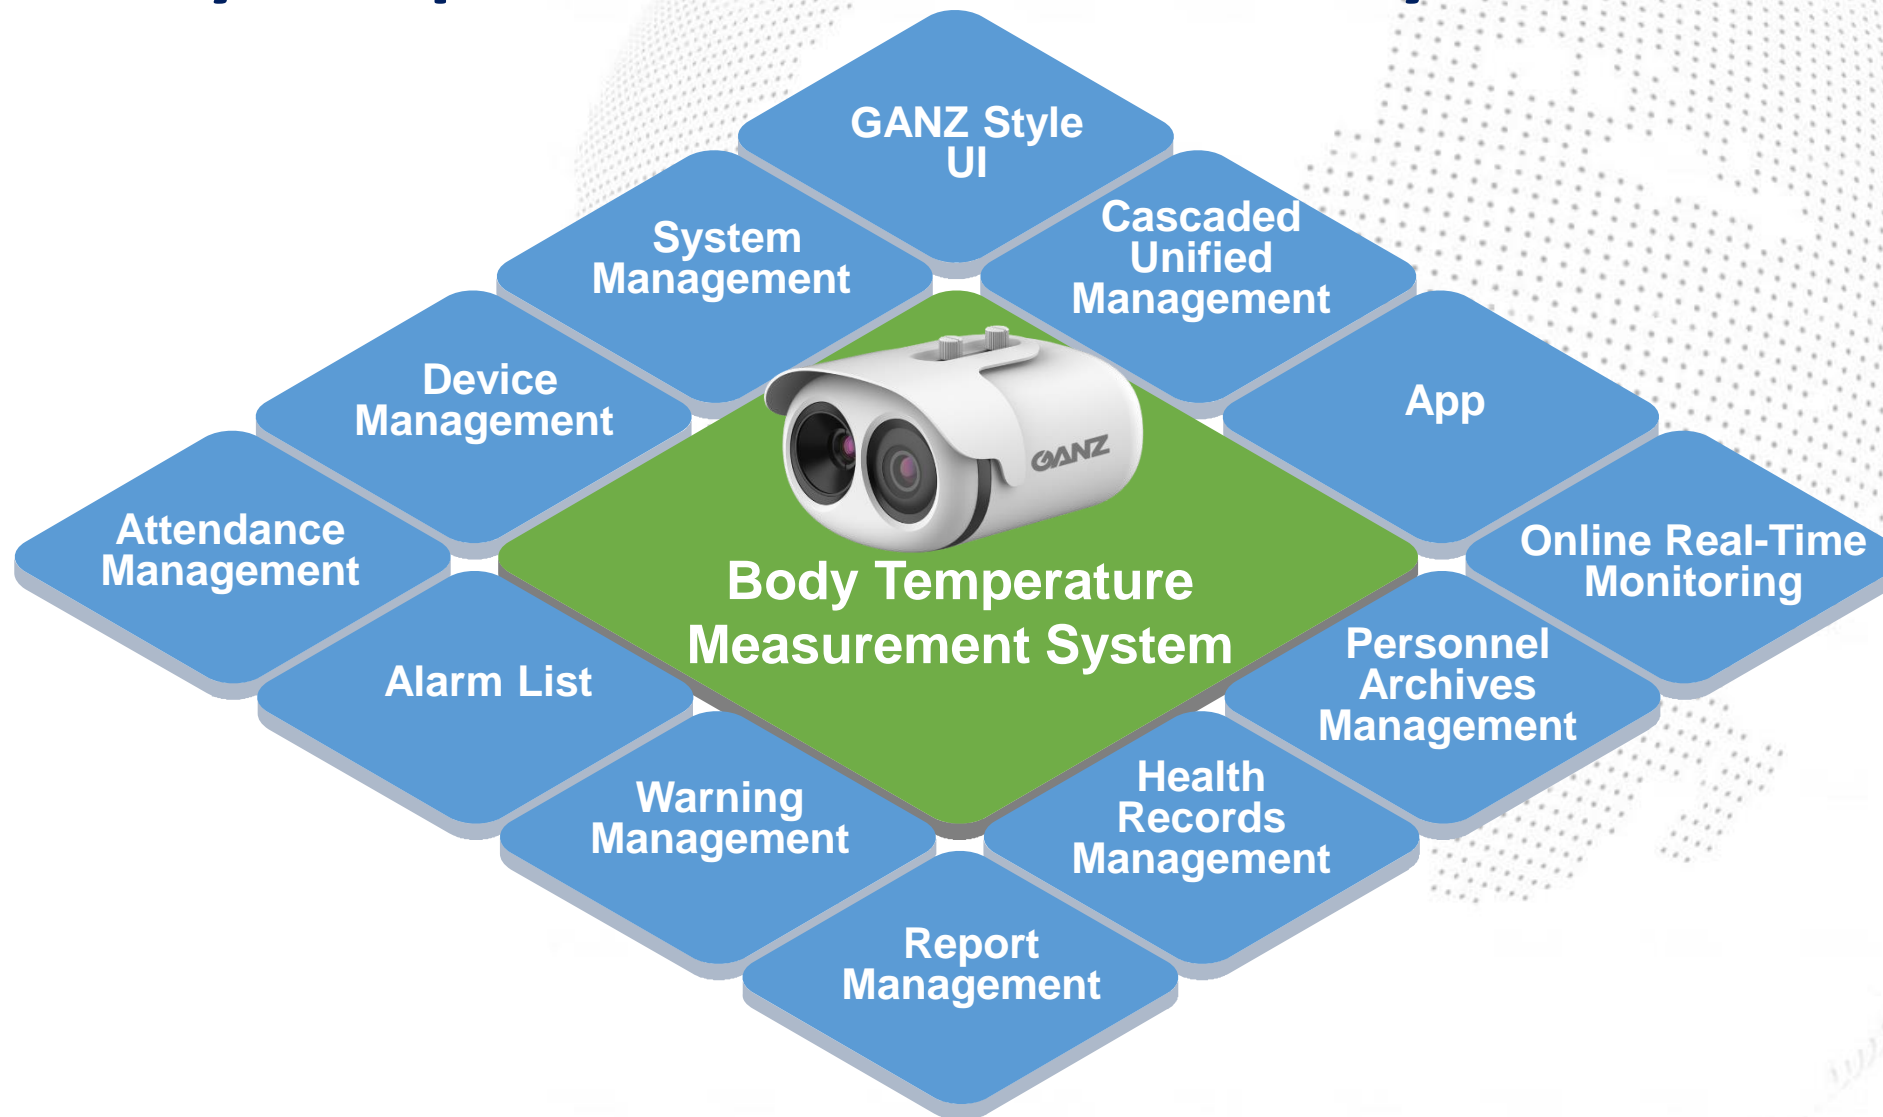 GANZ Style
UI
System
Management
Cascaded
Unified
Management
Device
Management
App
GANZ
Attendance
Management
Online Real-Time
Monitoring
Body Temperature
Measurement System
Alarm List
Personnel
Archives
Management
Warning
Management
Health
Records
Management
Report
Management